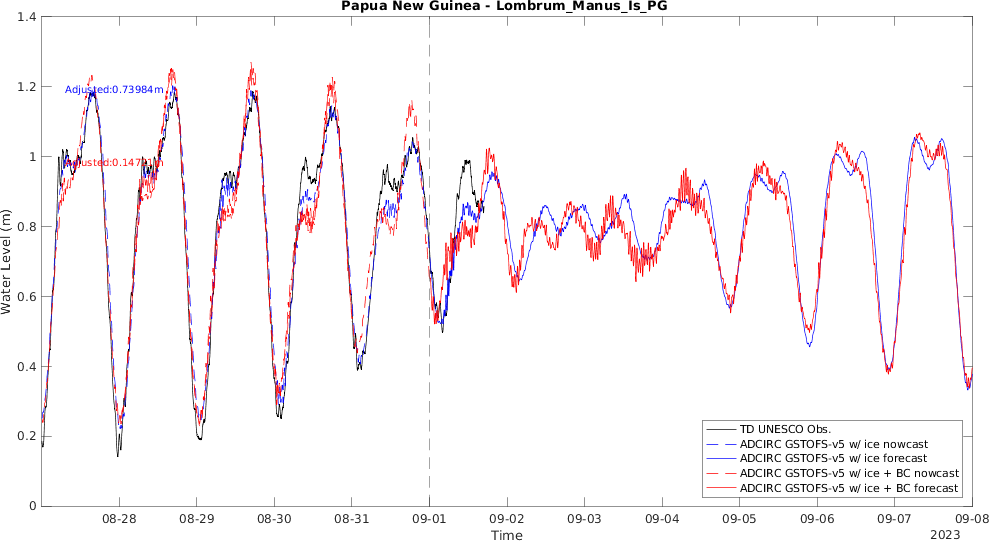 Papua New Guinea - Lombrum_Manus_Is_PG
Water Level (m)
1.4
1.2
1
0.8
0.6
0.4
0.2
0
Adjusted:0.73984m
08-28
08-29
08-30
08-31
09-01
09-02
09-03
09-04
09-05
09-06
09-07
09-08
Time
2023
TD UNESCO Obs.
ADCIRC GSTOFS-v5 w/ ice nowcast
ADCIRC GSTOFS-v5 w/ ice forecast
ADCIRC GSTOFS-v5 w/ ice + BC nowcast
ADCIRC GSTOFS-v5 w/ ice + BC forecast